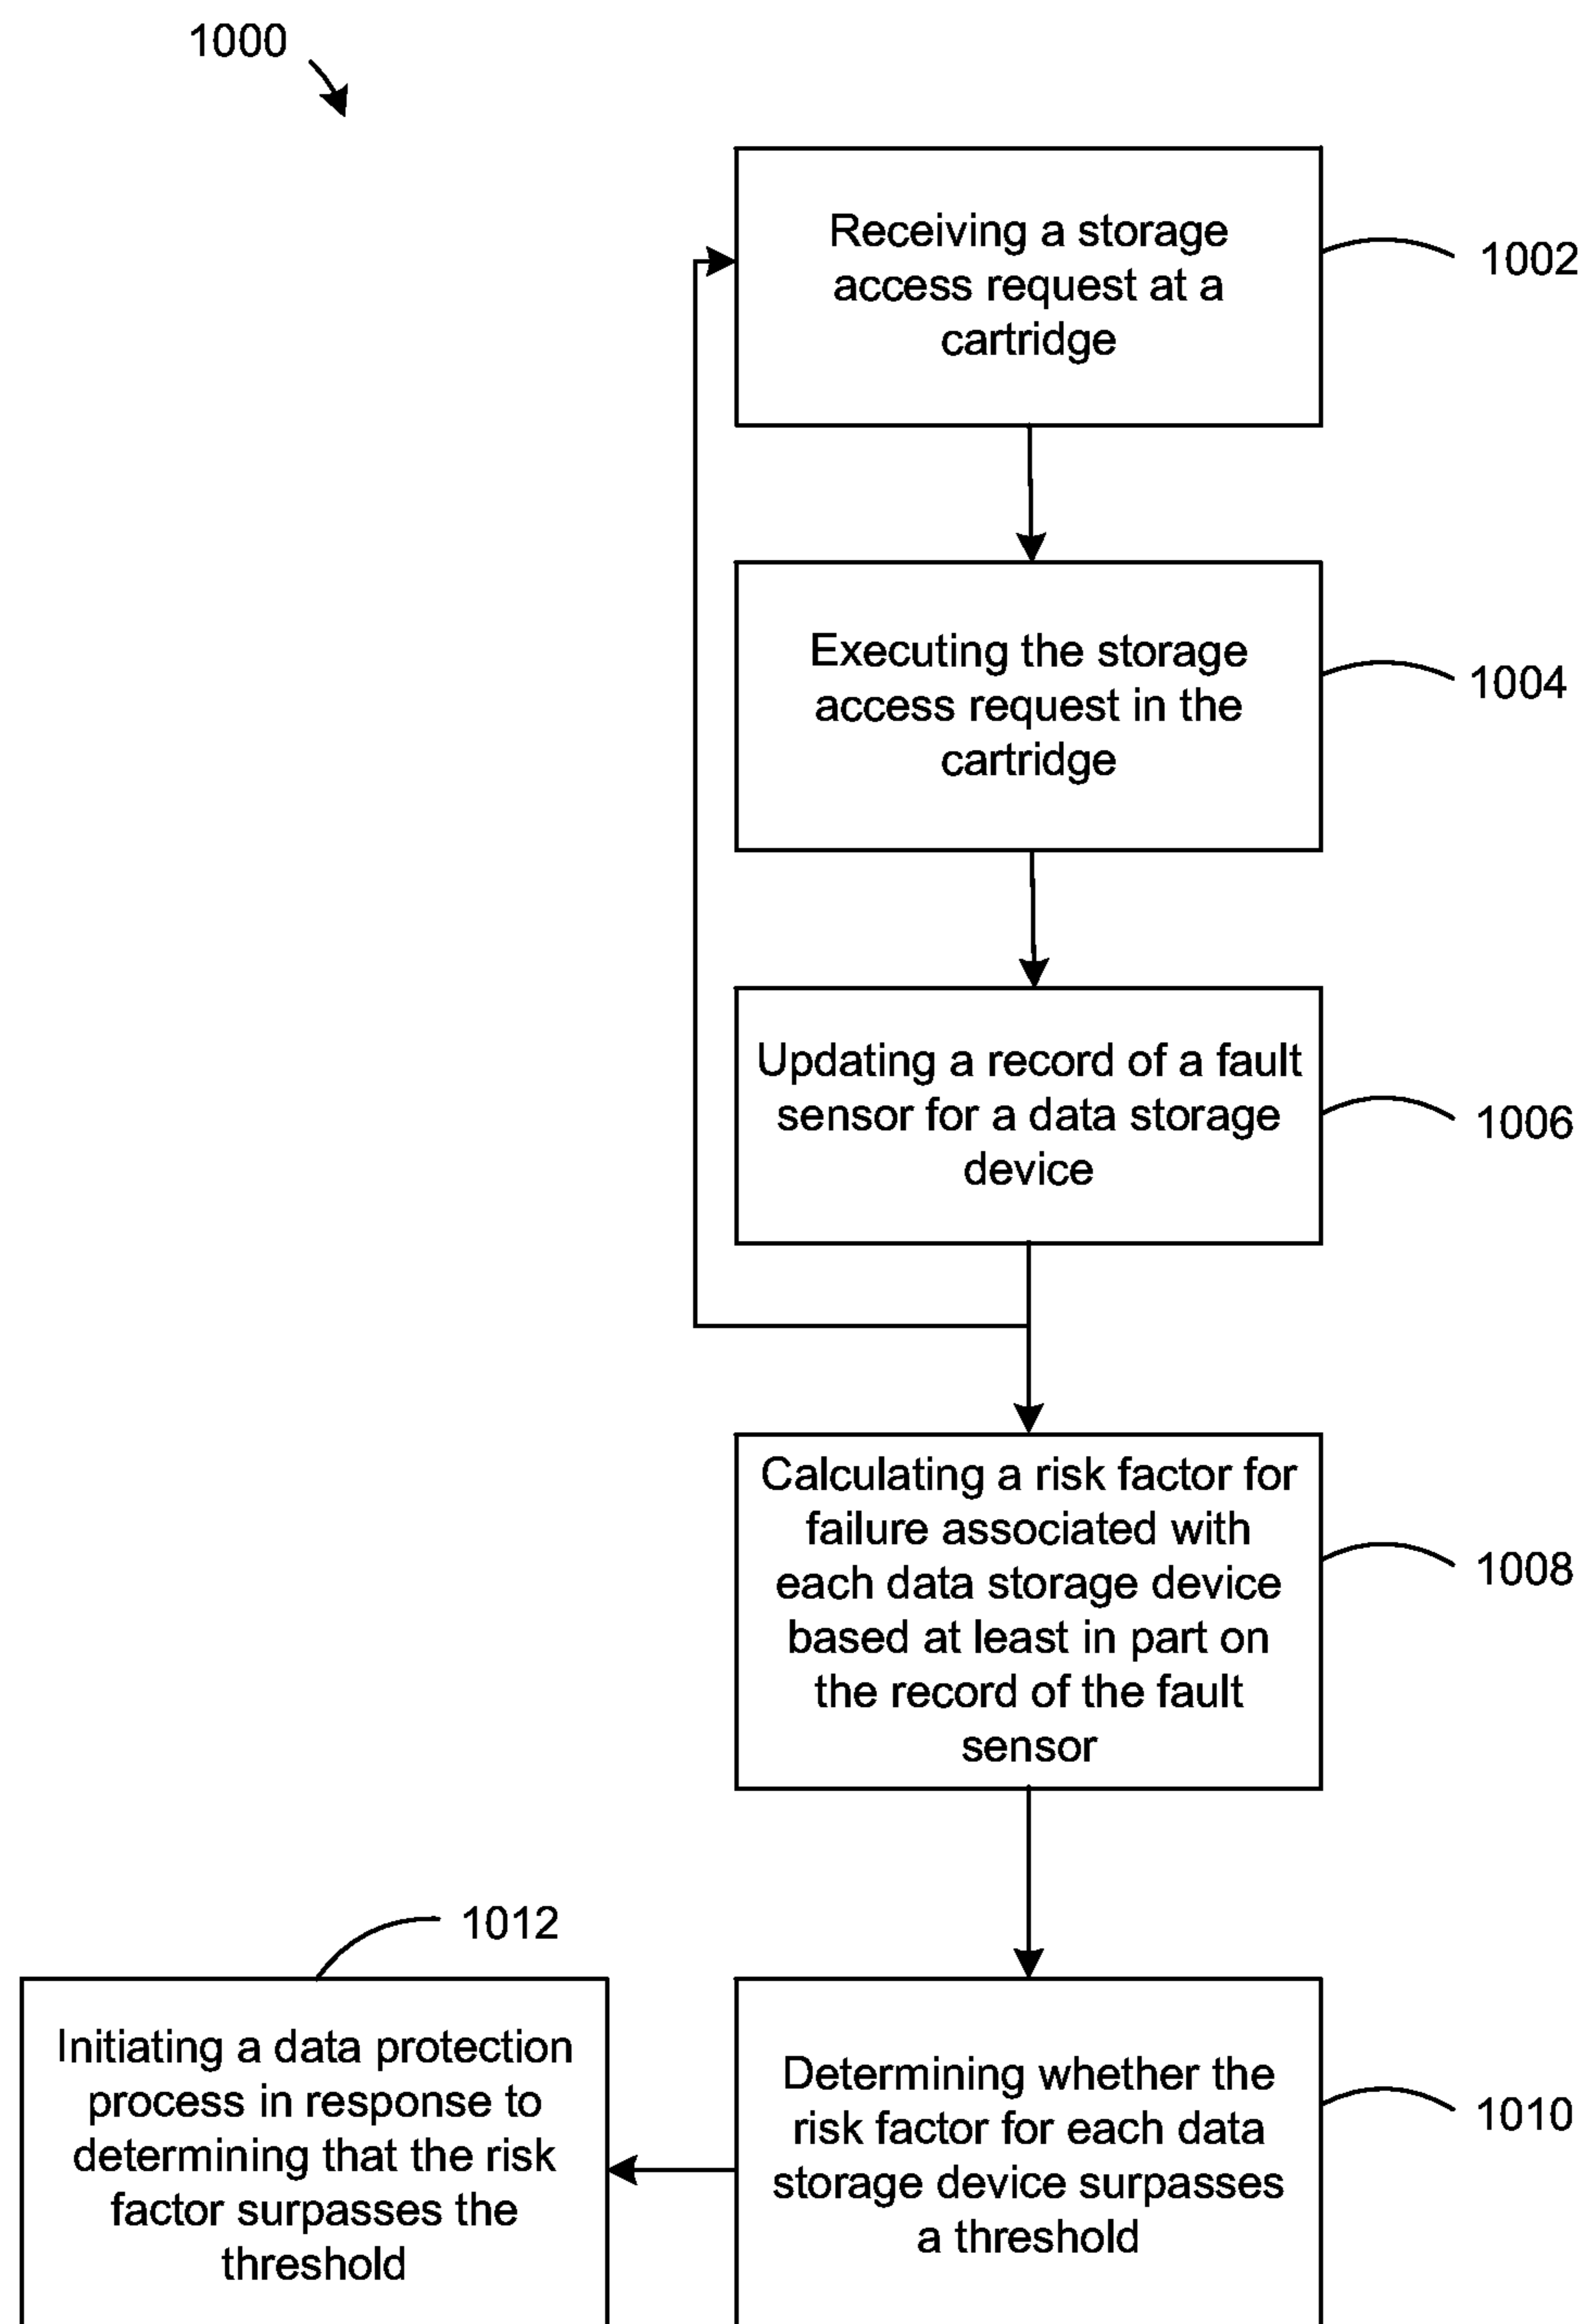 1000
Receiving a storage
access request at a
cartridge
1002
Executing the storage
access request in the
cartridge
1004
Updating a record of a fault
sensor for a data storage
device
1006
Calculating a risk factor for
failure associated with
each data storage device
based at least in part on
the record of the fault
sensor
1008
1012
Initiating a data protection
process in response to
determining that the risk
factor surpasses the
threshold
Determining whether the
risk factor for each data
storage device surpasses
a threshold
1010